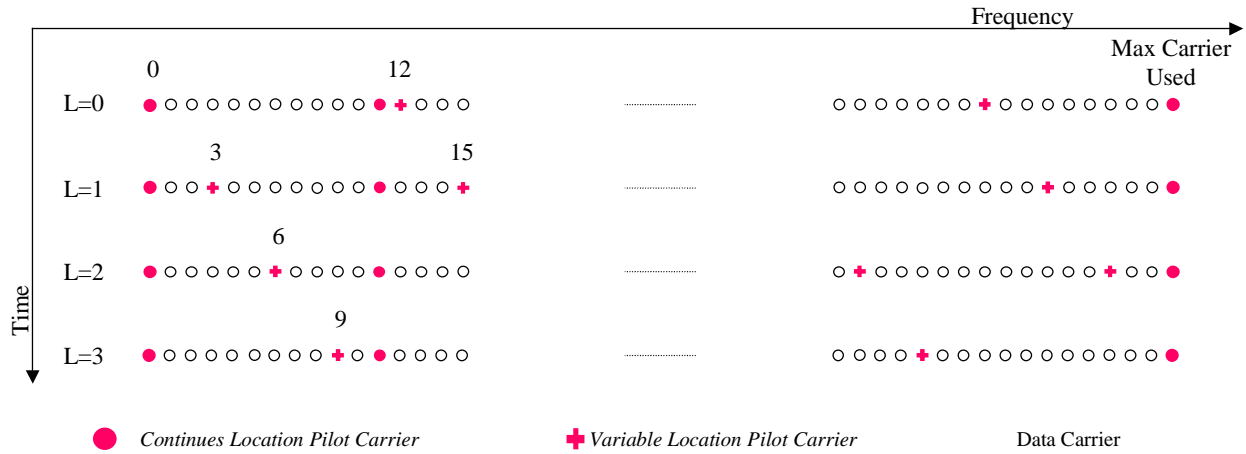 Frequency
Max Carrier
Used
0
12
L=0
3
15
L=1
6
L=2
9
L=3
Time
Continues Location Pilot Carrier
Variable Location Pilot Carrier
Data Carrier